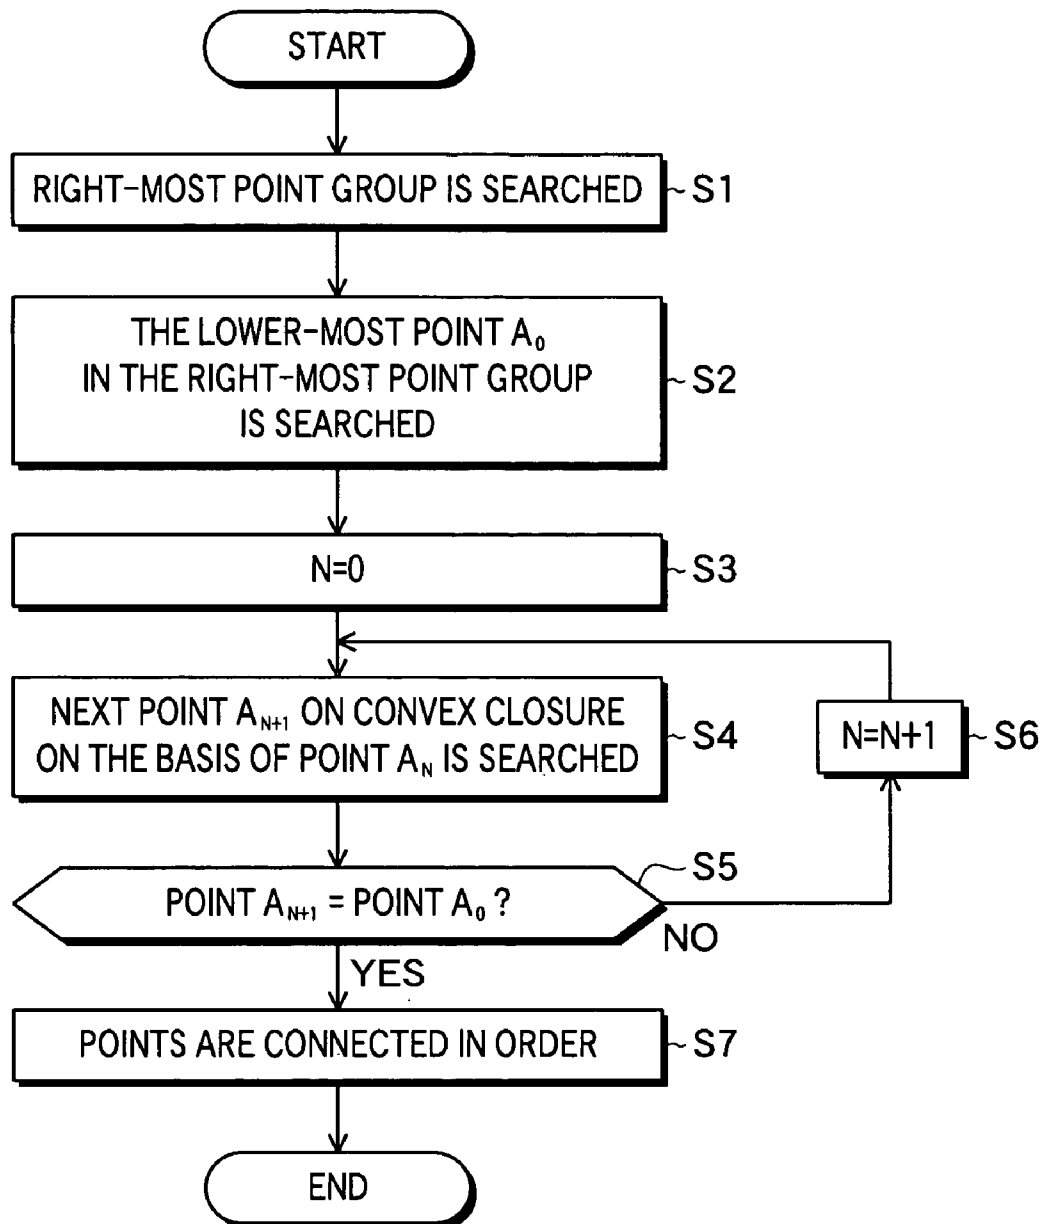 START
RIGHT-MOST POINT GROUP IS SEARCHED
S1
THE LOWER-MOST POINT A₀
IN THE RIGHT-MOST POINT GROUP
IS SEARCHED
S2
N=0
S3
NEXT POINT Aₙ₊₁ ON CONVEX CLOSURE
ON THE BASIS OF POINT Aₙ IS SEARCHED
S4
N=N+1
S6
S5
POINT Aₙ₊₁ = POINT A₀ ?
NO
YES
POINTS ARE CONNECTED IN ORDER
S7
END